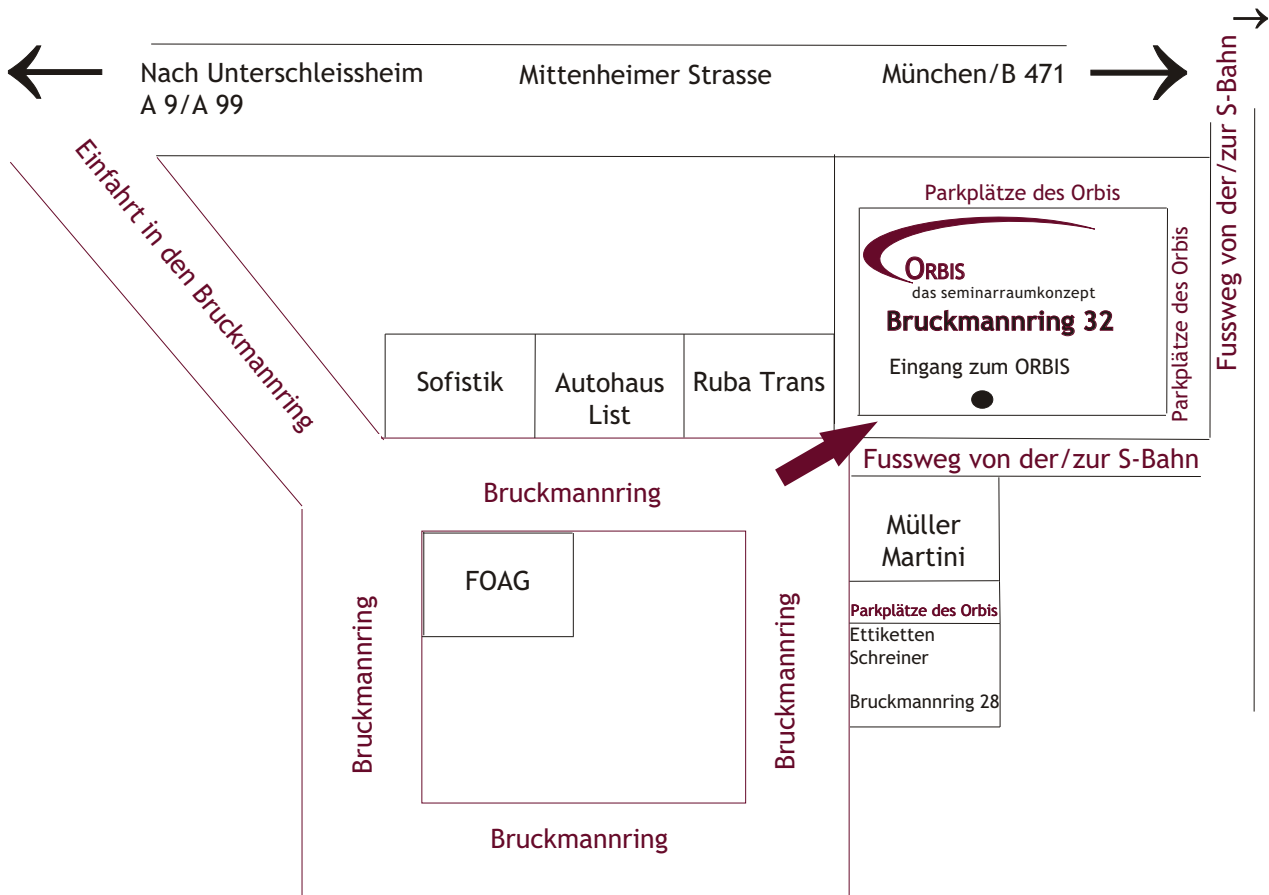 Nach Unterschleissheim
A 9/A 99
Mittenheimer Strasse
München/B 471
Fussweg von der/zur S-Bahn
Einfahrt in den Bruckmannring
Parkplätze des Orbis
ORBIS
das seminarraumkonzept
Bruckmannring 32
Eingang zum ORBIS
Parkplätze des Orbis
Sofistik
Autohaus
List
Ruba Trans
Fussweg von der/zur S-Bahn
Bruckmannring
Müller
Martini
FOAG
Bruckmannring
Bruckmannring
Parkplätze des Orbis
Ettiketten
Schreiner
Bruckmannring 28
Bruckmannring